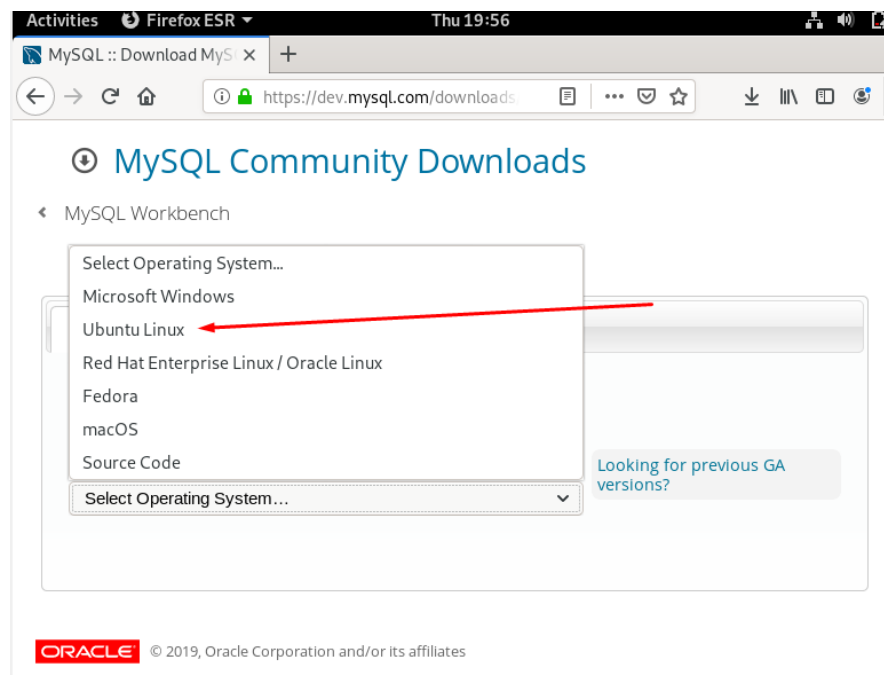 Activities Firefox ESR Thu 19:56
MySQL :: Download MyS
https://dev.mysql.com/downloads
MySQL Community Downloads
MySQL Workbench
Select Operating System...
Microsoft Windows
Ubuntu Linux
Red Hat Enterprise Linux / Oracle Linux
Fedora
macOS
Source Code
Looking for previous GA
versions?
Select Operating System…
ORACLE © 2019, Oracle Corporation and/or its affiliates